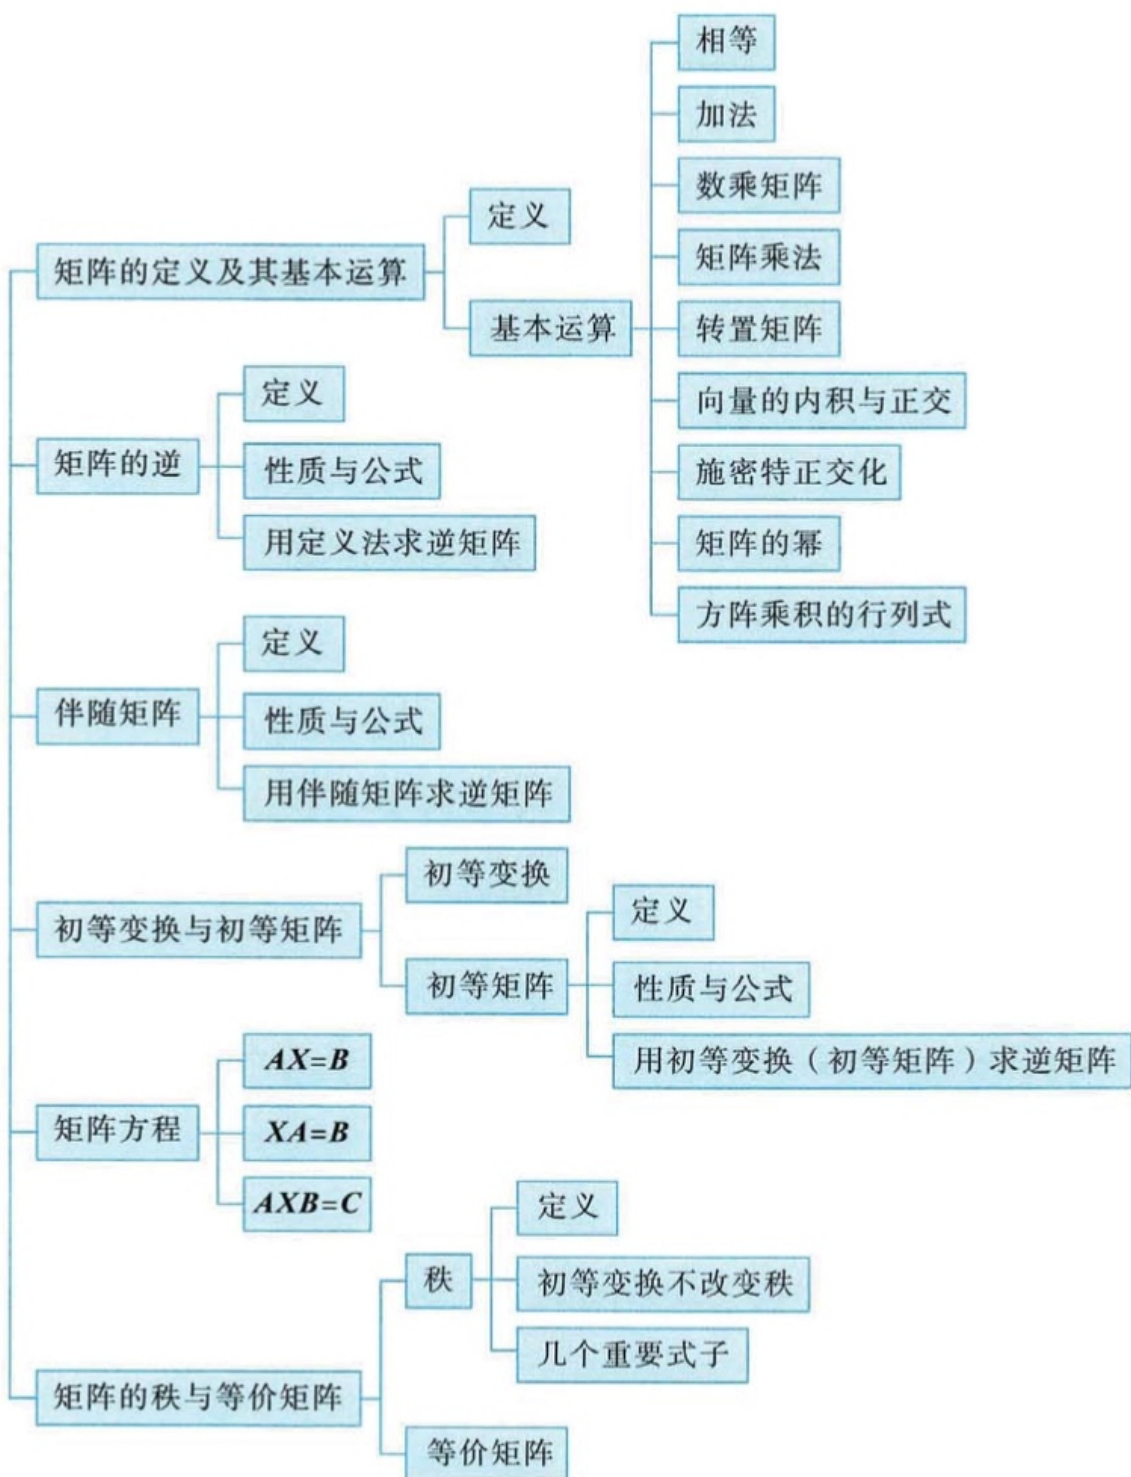 矩阵的定义及其基本运算
定义
基本运算
相等
加法
数乘矩阵
矩阵乘法
转置矩阵
向量的内积与正交
施密特正交化
矩阵的幂
方阵乘积的行列式
矩阵的逆
定义
性质与公式
用定义法求逆矩阵
伴随矩阵
定义
性质与公式
用伴随矩阵求逆矩阵
初等变换与初等矩阵
初等变换
初等矩阵
定义
性质与公式
用初等变换（初等矩阵）求逆矩阵
矩阵方程
AX=B
XA=B
AXB=C
矩阵的秩与等价矩阵
秩
定义
初等变换不改变秩
几个重要式子
等价矩阵